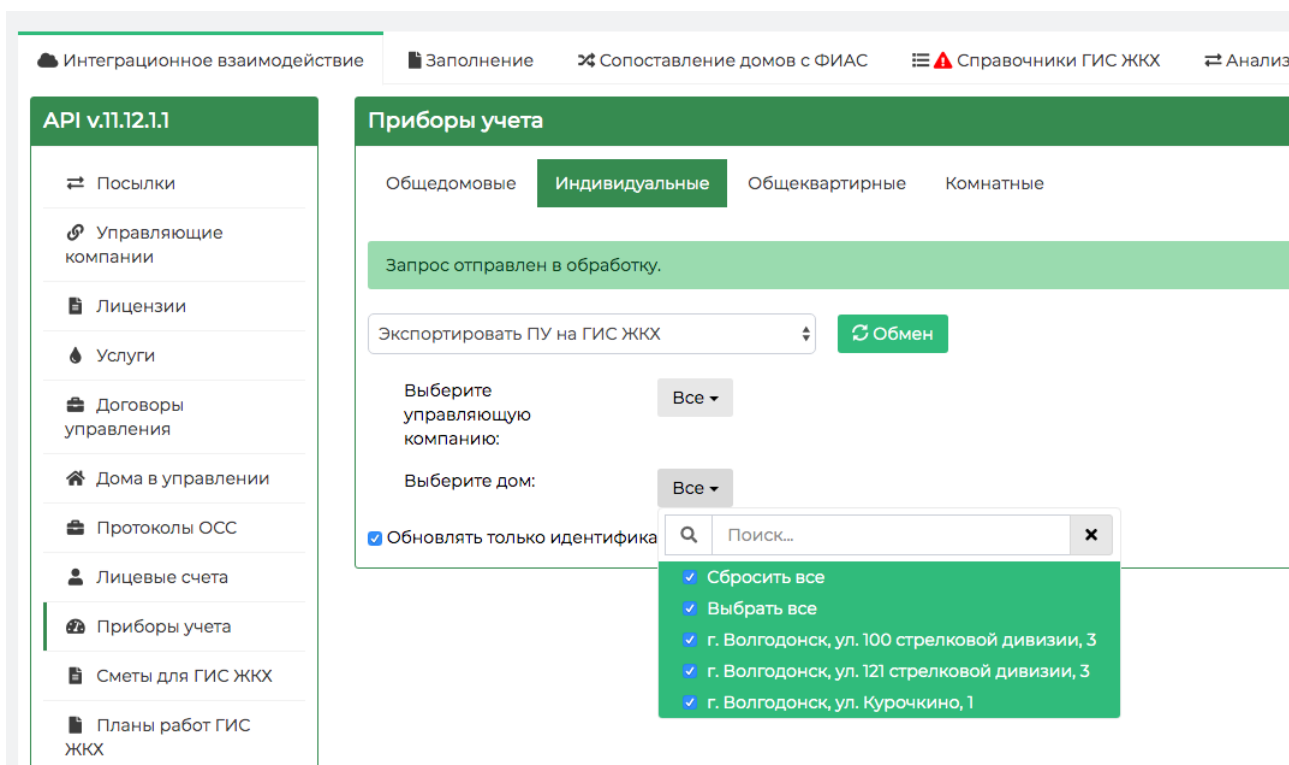 Интеграционное взаимодействие Заполнение Сопоставление домов с ФИАС Справочники ГИС ЖКХ Анализ
API v.11.12.1.1
Посылки
Управляющие
компании
Лицензии
Услуги
Договоры
управления
Дома в управлении
Протоколы ОСС
Лицевые счета
Приборы учета
Сметы для ГИС ЖКХ
Планы работ ГИС
ЖКХ
Приборы учета
Общедомовые Индивидуальные Общеквартирные Комнатные
Запрос отправлен в обработку.
Экспортировать ПУ на ГИС ЖКХ Обмен
Выберите
управляющую
компанию:
Все
Выберите дом:
Все
Обновлять только идентифика
Поиск...
Сбросить все
Выбрать все
г. Волгодонск, ул. 100 стрелковой дивизии, 3
г. Волгодонск, ул. 121 стрелковой дивизии, 3
г. Волгодонск, ул. Курочкино, 1